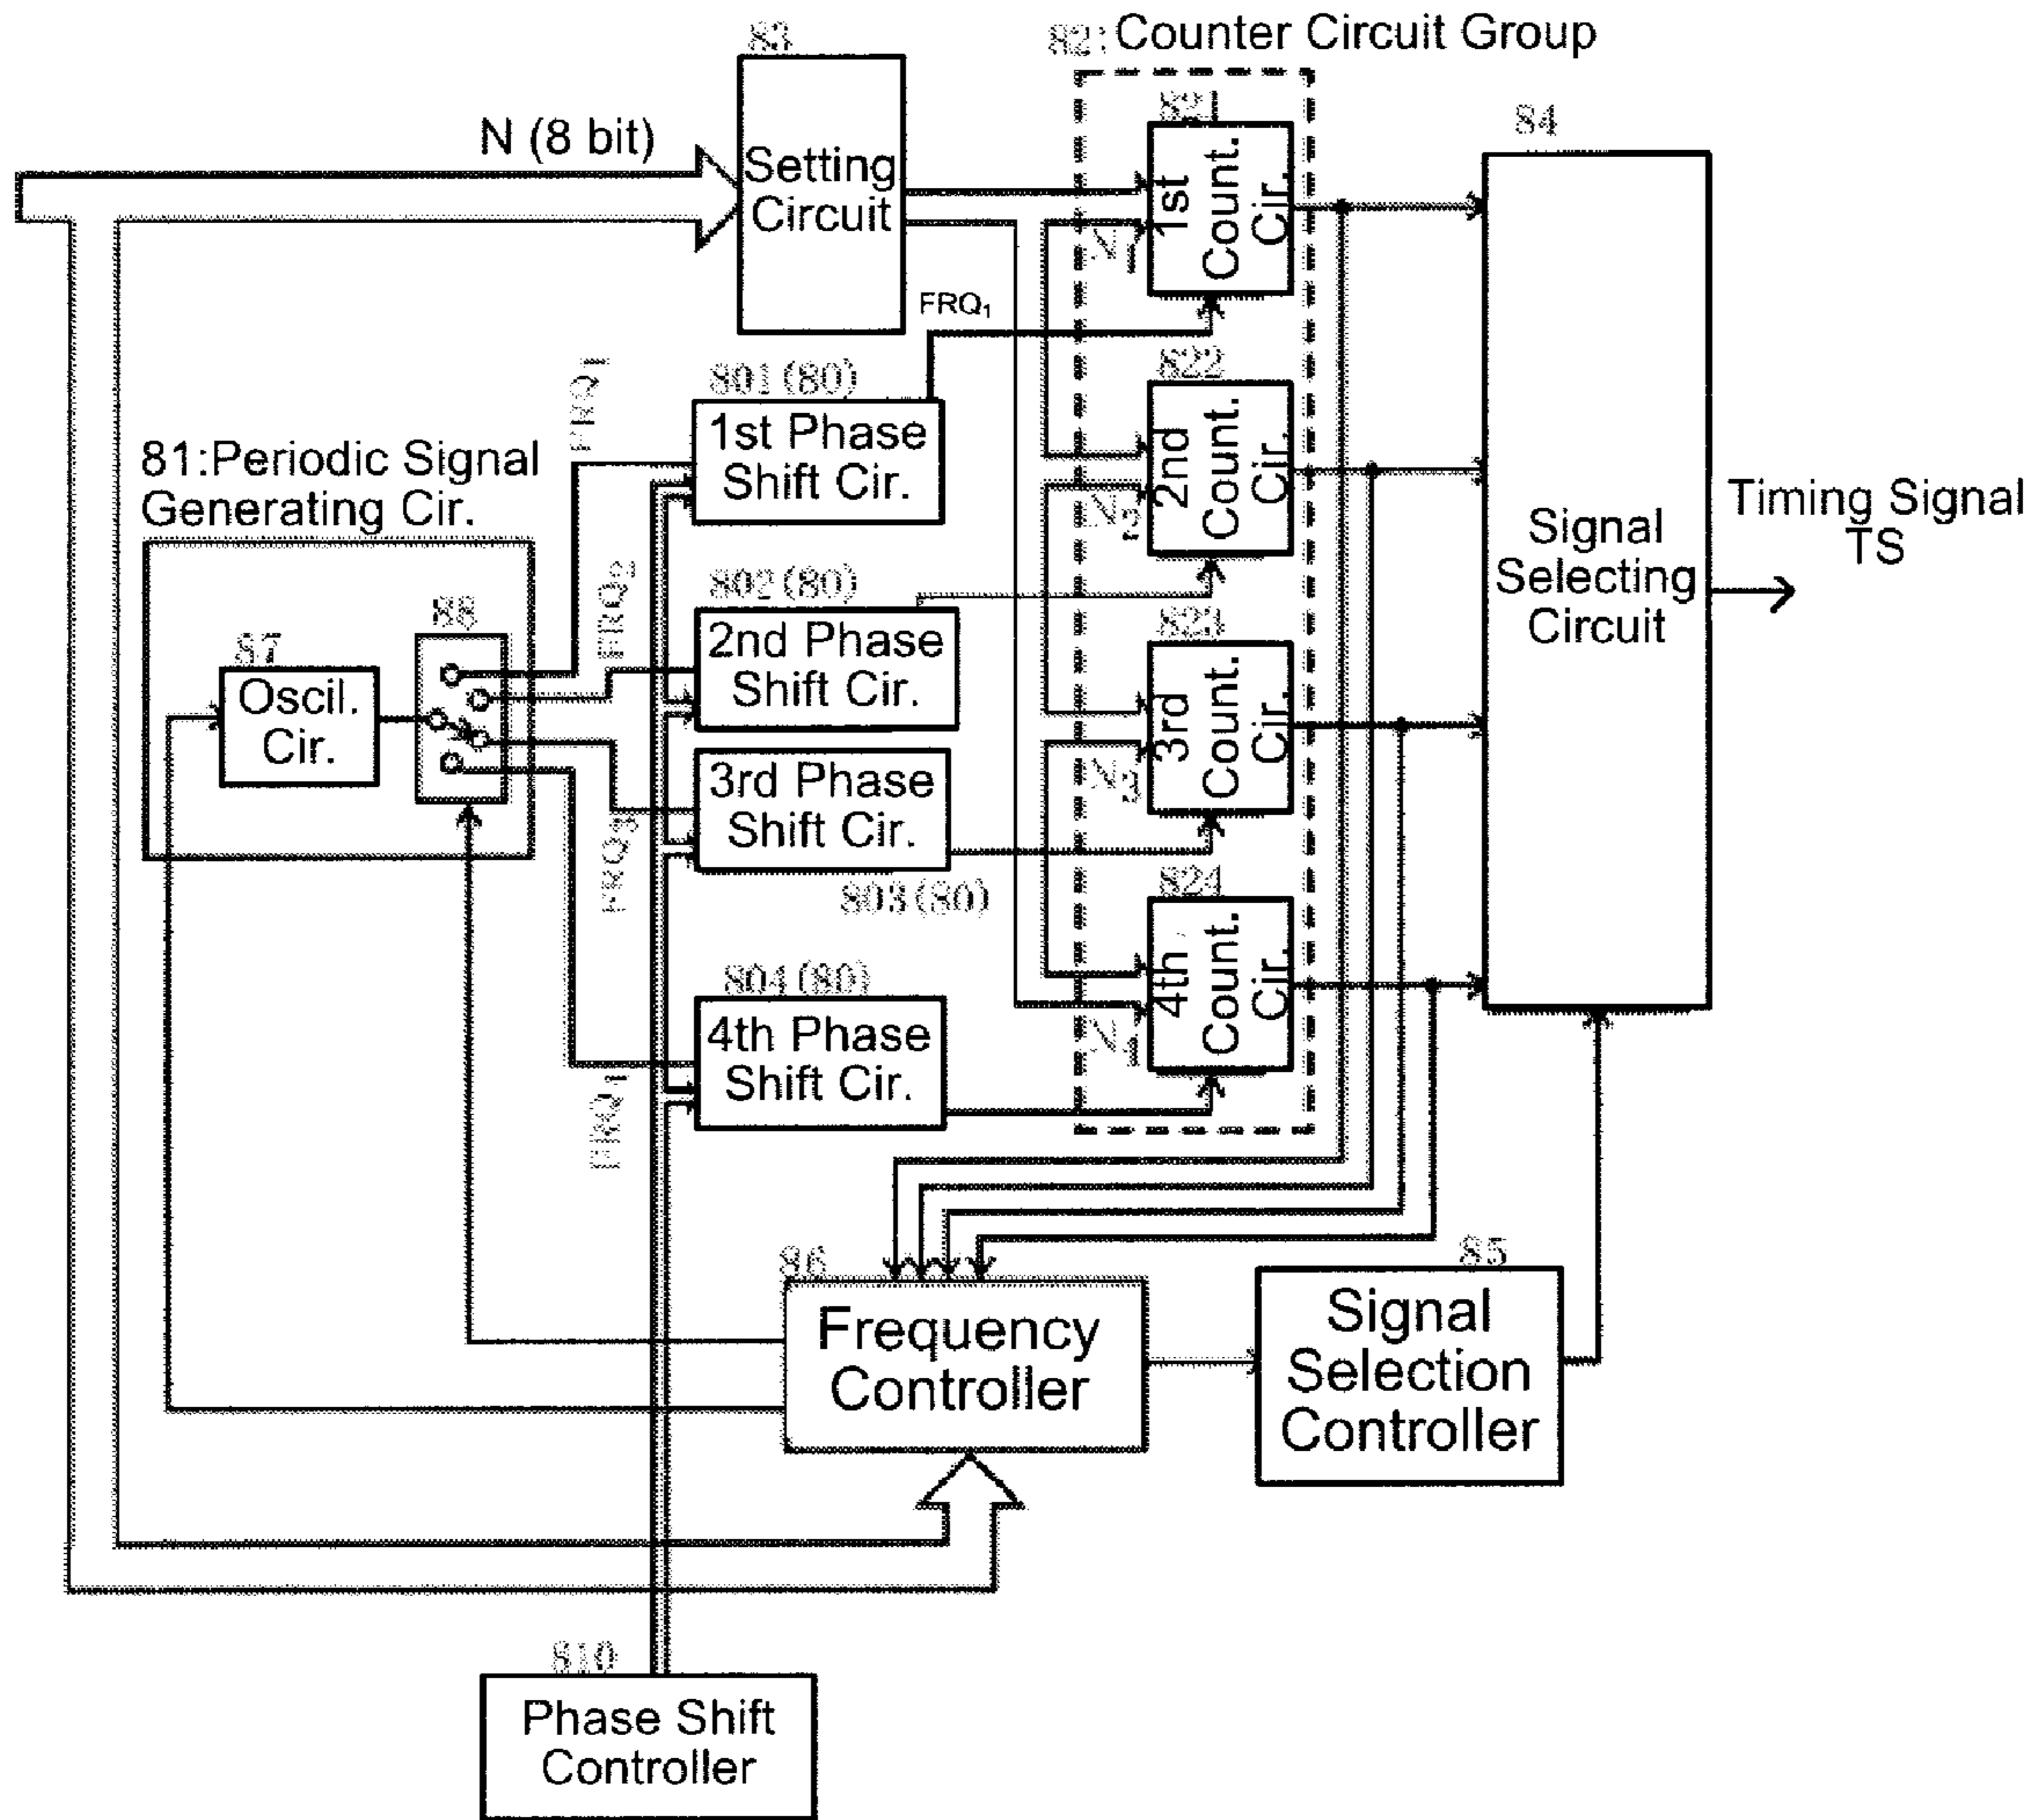 83
82:Counter Circuit Group
821
84
N (8 bit)
Setting
Circuit
1st
Count.
Cir.
N₁
FRQ₁
FRQ₁
822
801(80)
1st Phase
Shift Cir.
2nd
Count.
Cir.
N₂
81:Periodic Signal
Generating Cir.
Timing Signal
TS
Signal
Selecting
Circuit
FRQ₂
802(80)
2nd Phase
Shift Cir.
88
87
Oscil.
Cir.
823
3rd
Count.
Cir.
N₃
3rd Phase
Shift Cir.
803(80)
FRQ₃
824
4th
Count.
Cir.
N₄
804(80)
4th Phase
Shift Cir.
FRQ₄
86
Frequency
Controller
85
Signal
Selection
Controller
810
Phase Shift
Controller